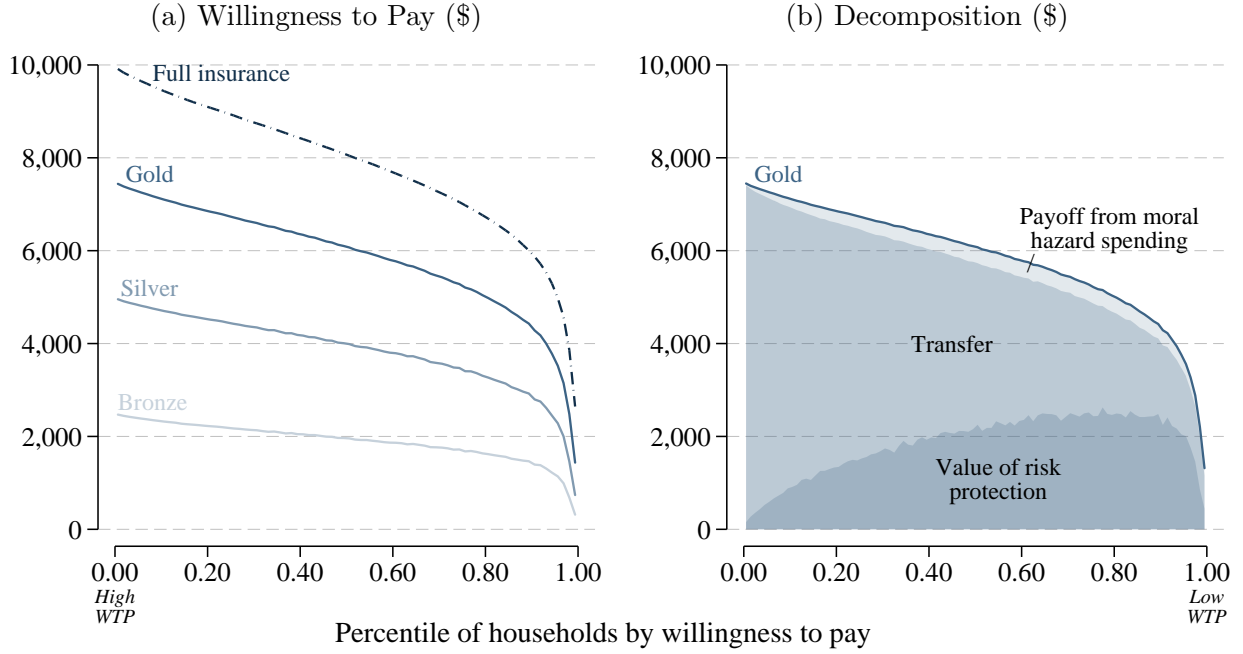 (a) Willingness to Pay ($)
10,000
8,000
6,000
4,000
2,000
0
Full insurance
Gold
Silver
Bronze
0.00
0.20
0.40
0.60
0.80
1.00
High
WTP
(b) Decomposition ($)
10,000
8,000
6,000
4,000
2,000
0
Gold
Payoff from moral
hazard spending
Transfer
Value of risk
protection
0.00
0.20
0.40
0.60
0.80
1.00
Low
WTP
Percentile of households by willingness to pay